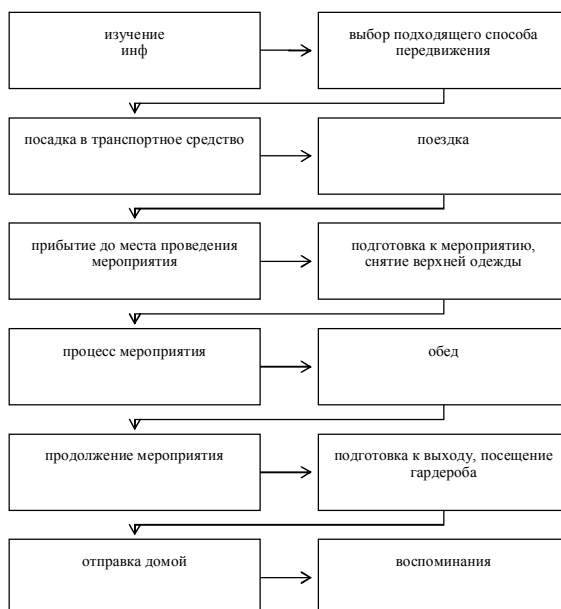 изучение
инф
выбор подходящего способа
передвижения
посадка в транспортное средство
поездка
прибытие до места проведения
мероприятия
подготовка к мероприятию,
снятие верхней одежды
процесс мероприятия
обед
продолжение мероприятия
подготовка к выходу, посещение
гардероба
отправка домой
воспоминания